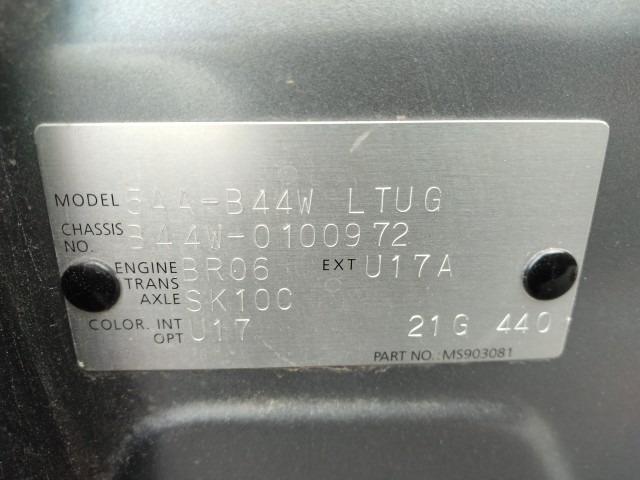 MODEL 5AA-B44W LTUG
CHASSIS NO. B44W-0100972
ENGINE BR06 EXT U17A
TRANS AXLE SK10C
COLOR. INT U17
OPT 21G 440
PART NO.: MS903081